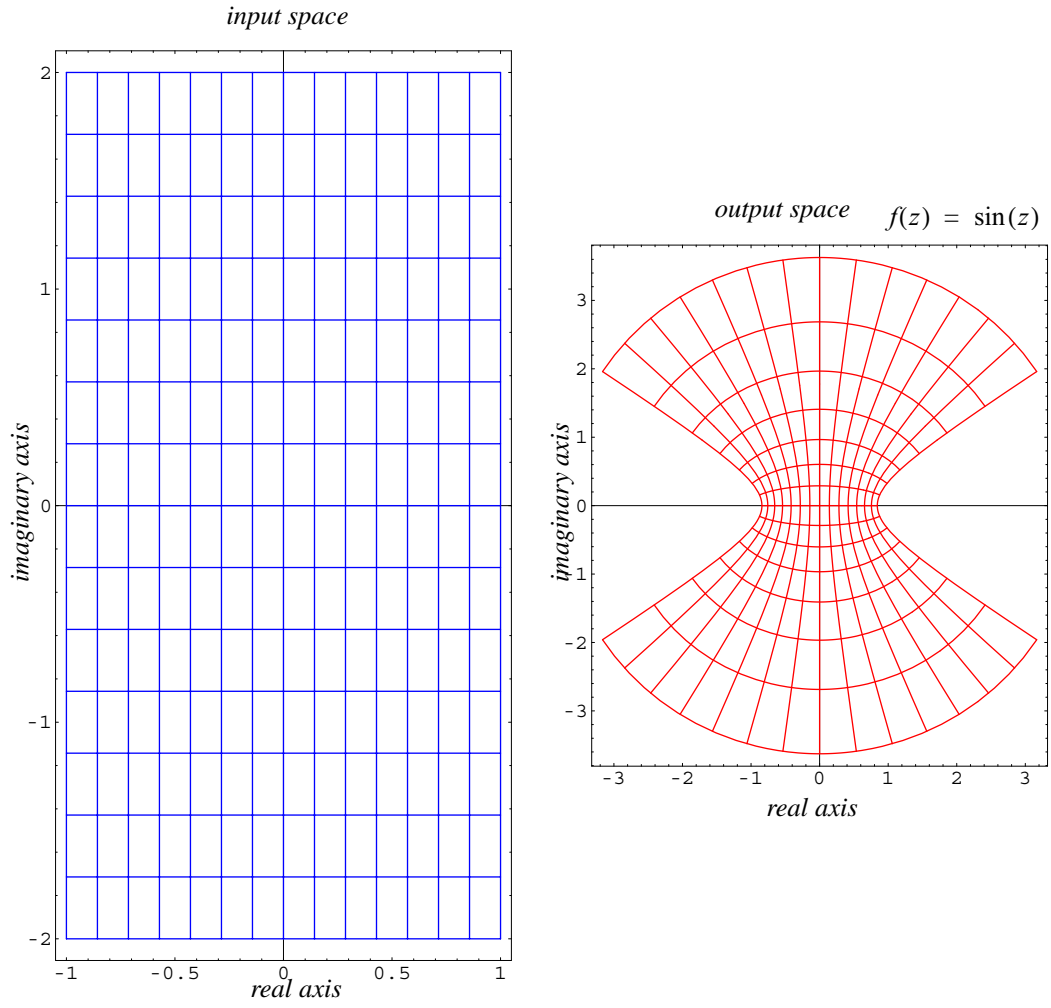 input space
2
1
0
-1
-2
imaginary axis
-1 -0.5 0 0.5 1
real axis
output space f(z) = sin(z)
3
2
1
0
-1
-2
-3
imaginary axis
-3 -2 -1 0 1 2 3
real axis